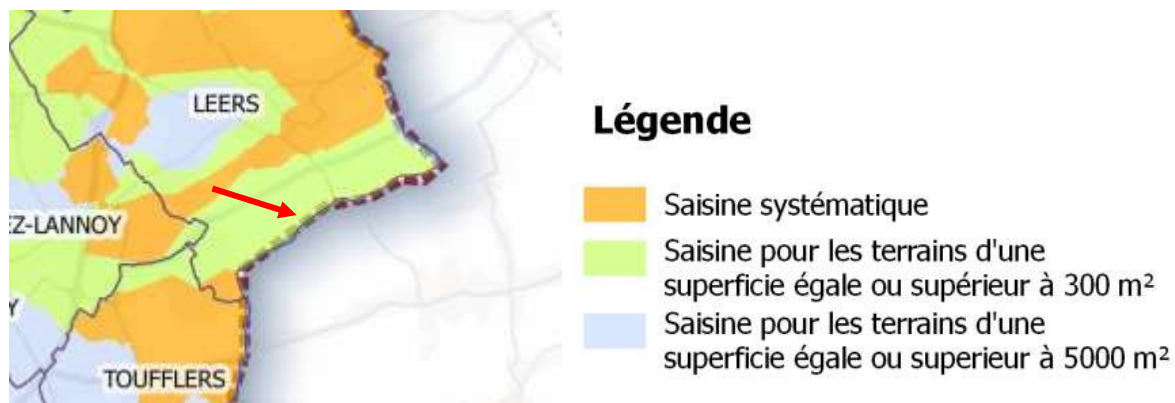 LEERS
EZ-LANNOY
TOUFFLERS
Légende
Saisine systématique
Saisine pour les terrains d'une
superficie égale ou supérieur à 300 m²
Saisine pour les terrains d'une
superficie égale ou superieur à 5000 m²